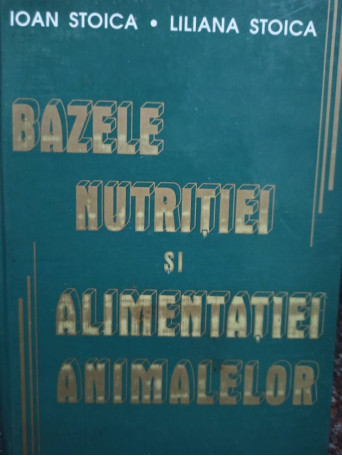 IOAN STOICA • LILIANA STOICA
BAZELE
NUTRIȚIEI
ȘI
ALIMENTAȚIEI
ANIMALELOR